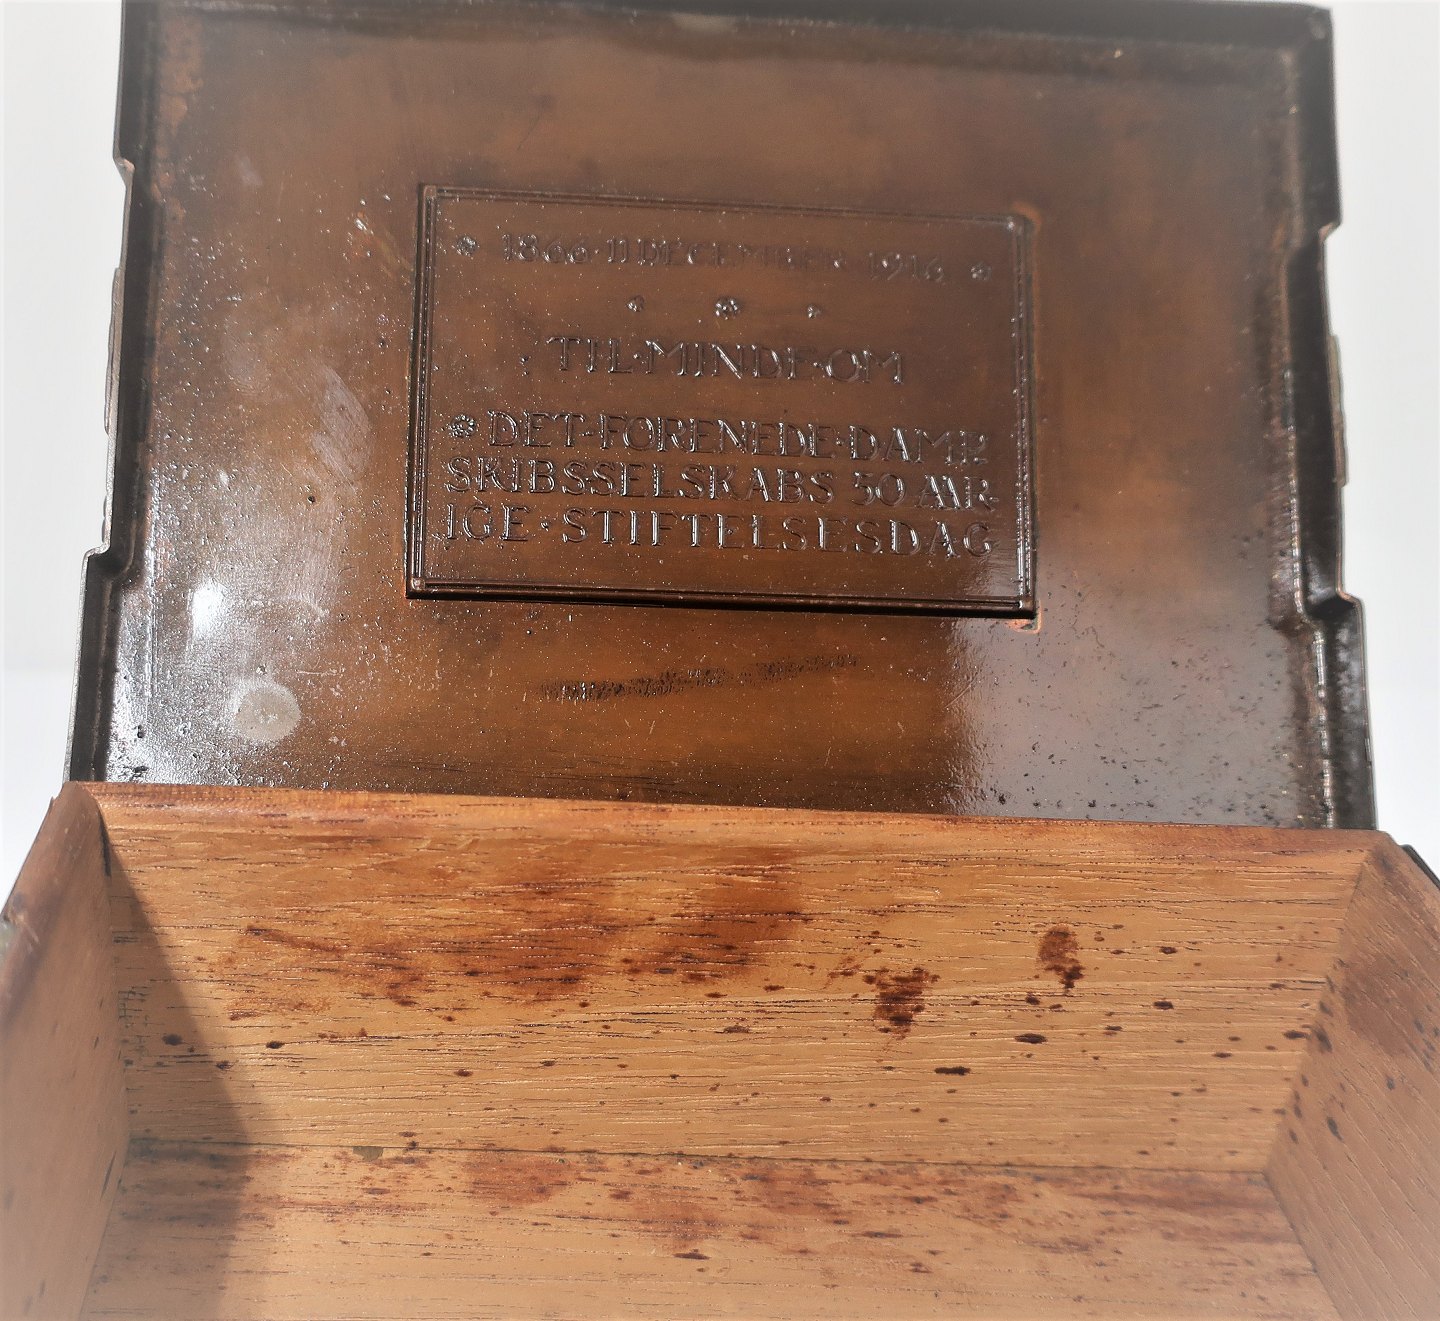 1866·11 DECEMBER 1916
TIL·MINDE·OM
DET·FORENEDE·DAMP
SKIBSSELSKABS 50 AAR
IGE·STIFTELSESDAG